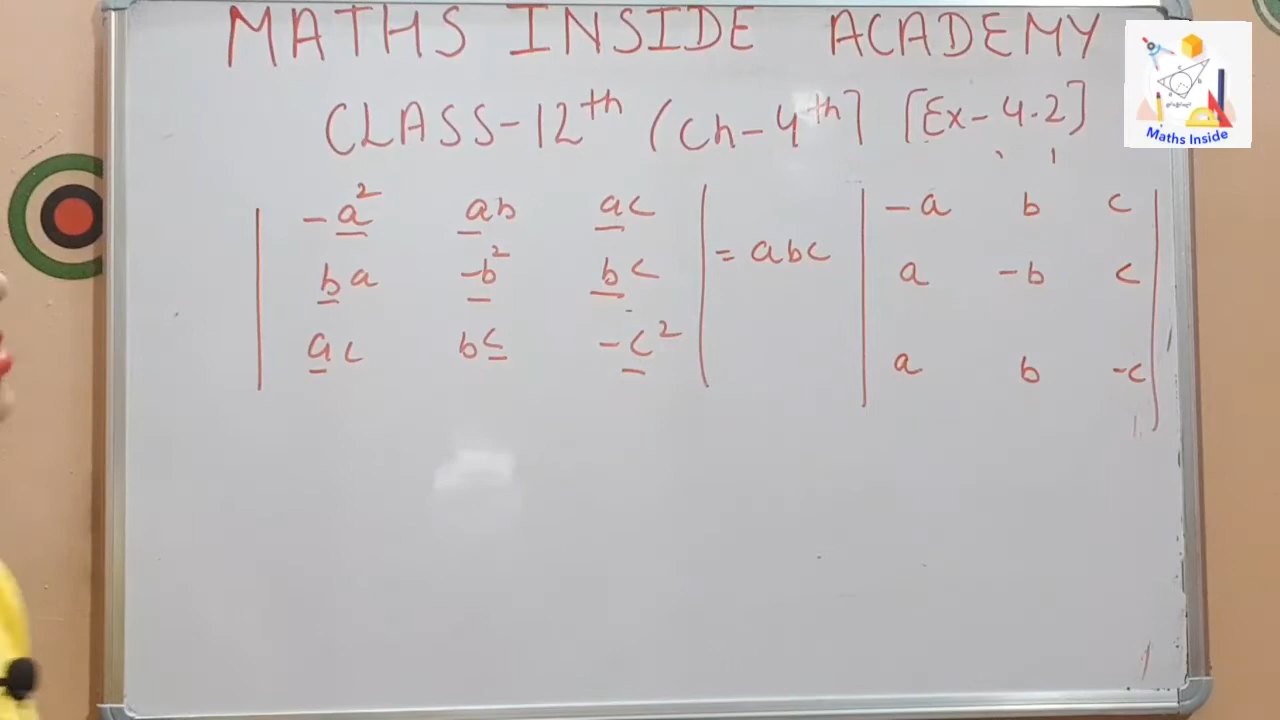 MATHS INSIDE ACADEMY
CLASS-12th (Ch-4th] [Ex-4.2]
Maths Inside
| -a² ab ac | = abc | -a b c |
| ba -b² bc | | a -b c |
| ac bc -c² | | a b -c |